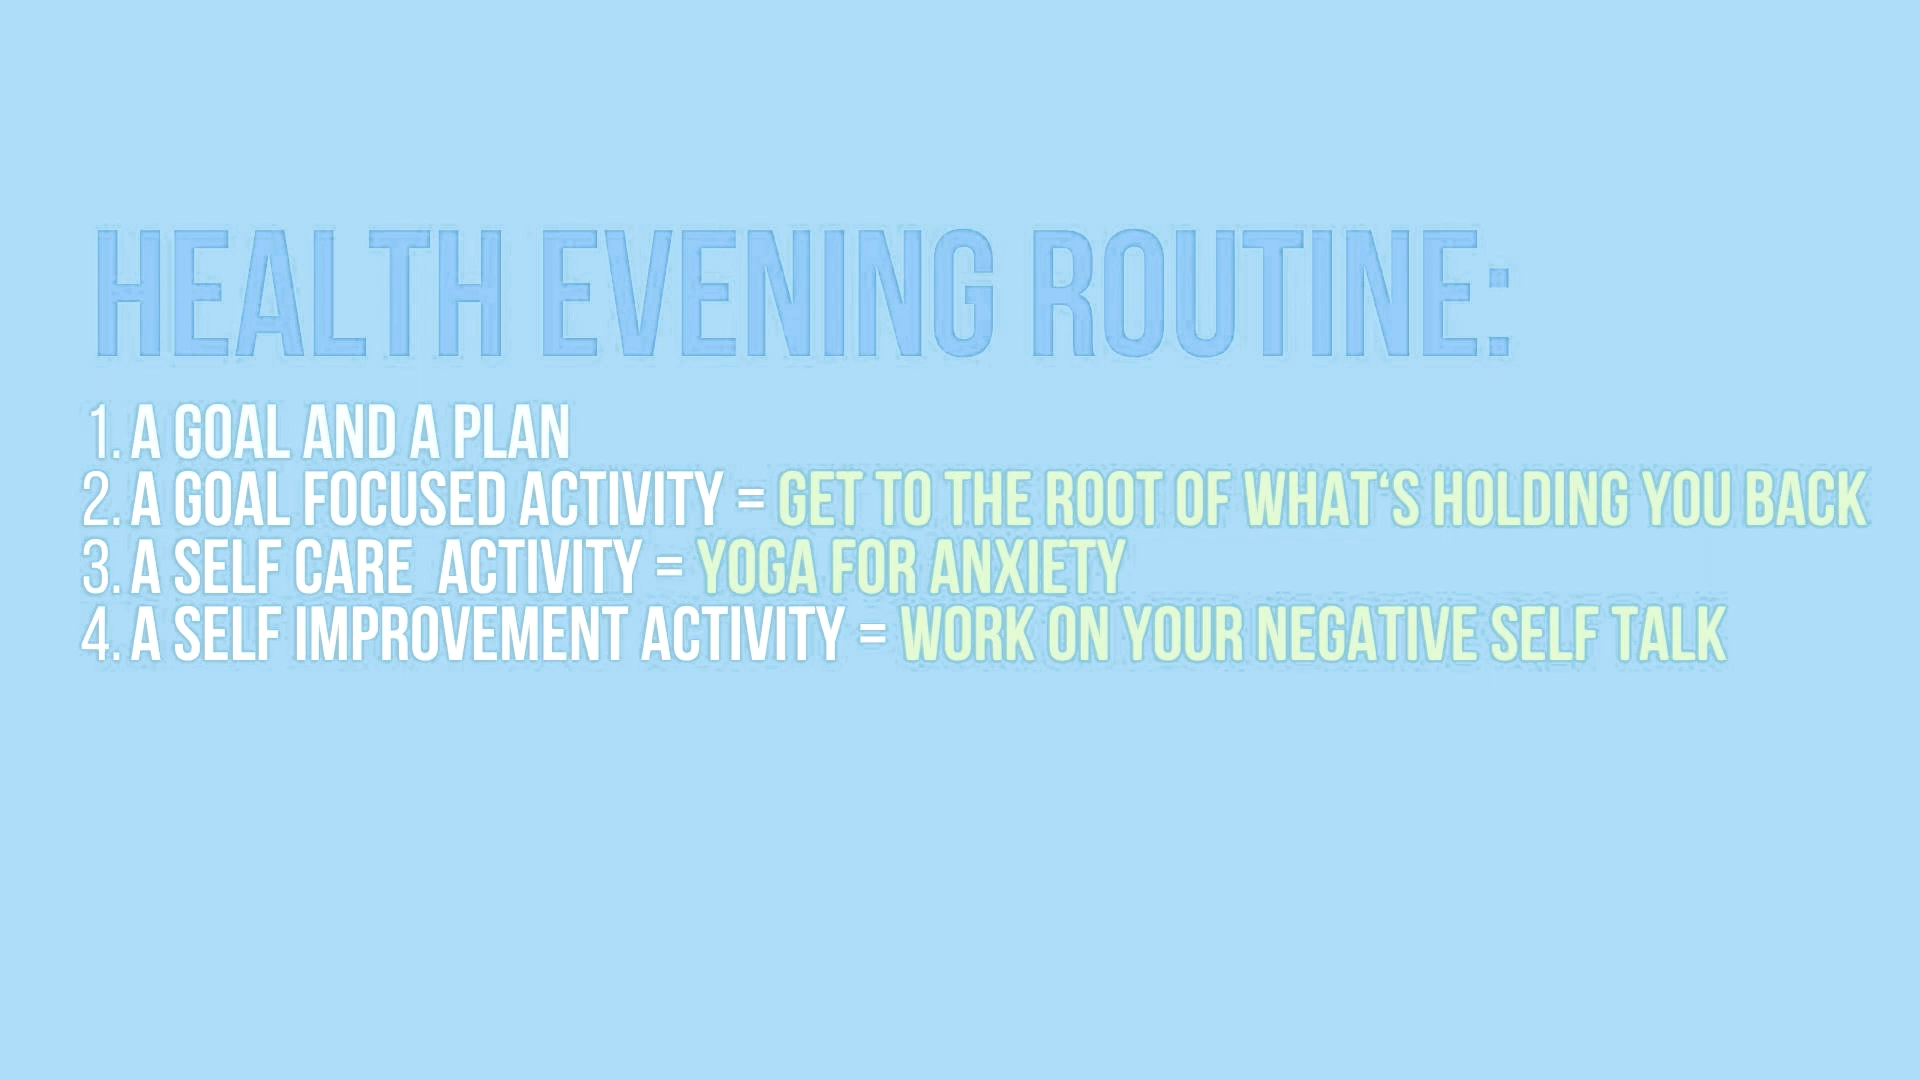 HEALTH EVENING ROUTINE:
1. A GOAL AND A PLAN
2. A GOAL FOCUSED ACTIVITY = GET TO THE ROOT OF WHAT‘S HOLDING YOU BACK
3. A SELF CARE  ACTIVITY = YOGA FOR ANXIETY
4. A SELF IMPROVEMENT ACTIVITY = WORK ON YOUR NEGATIVE SELF TALK